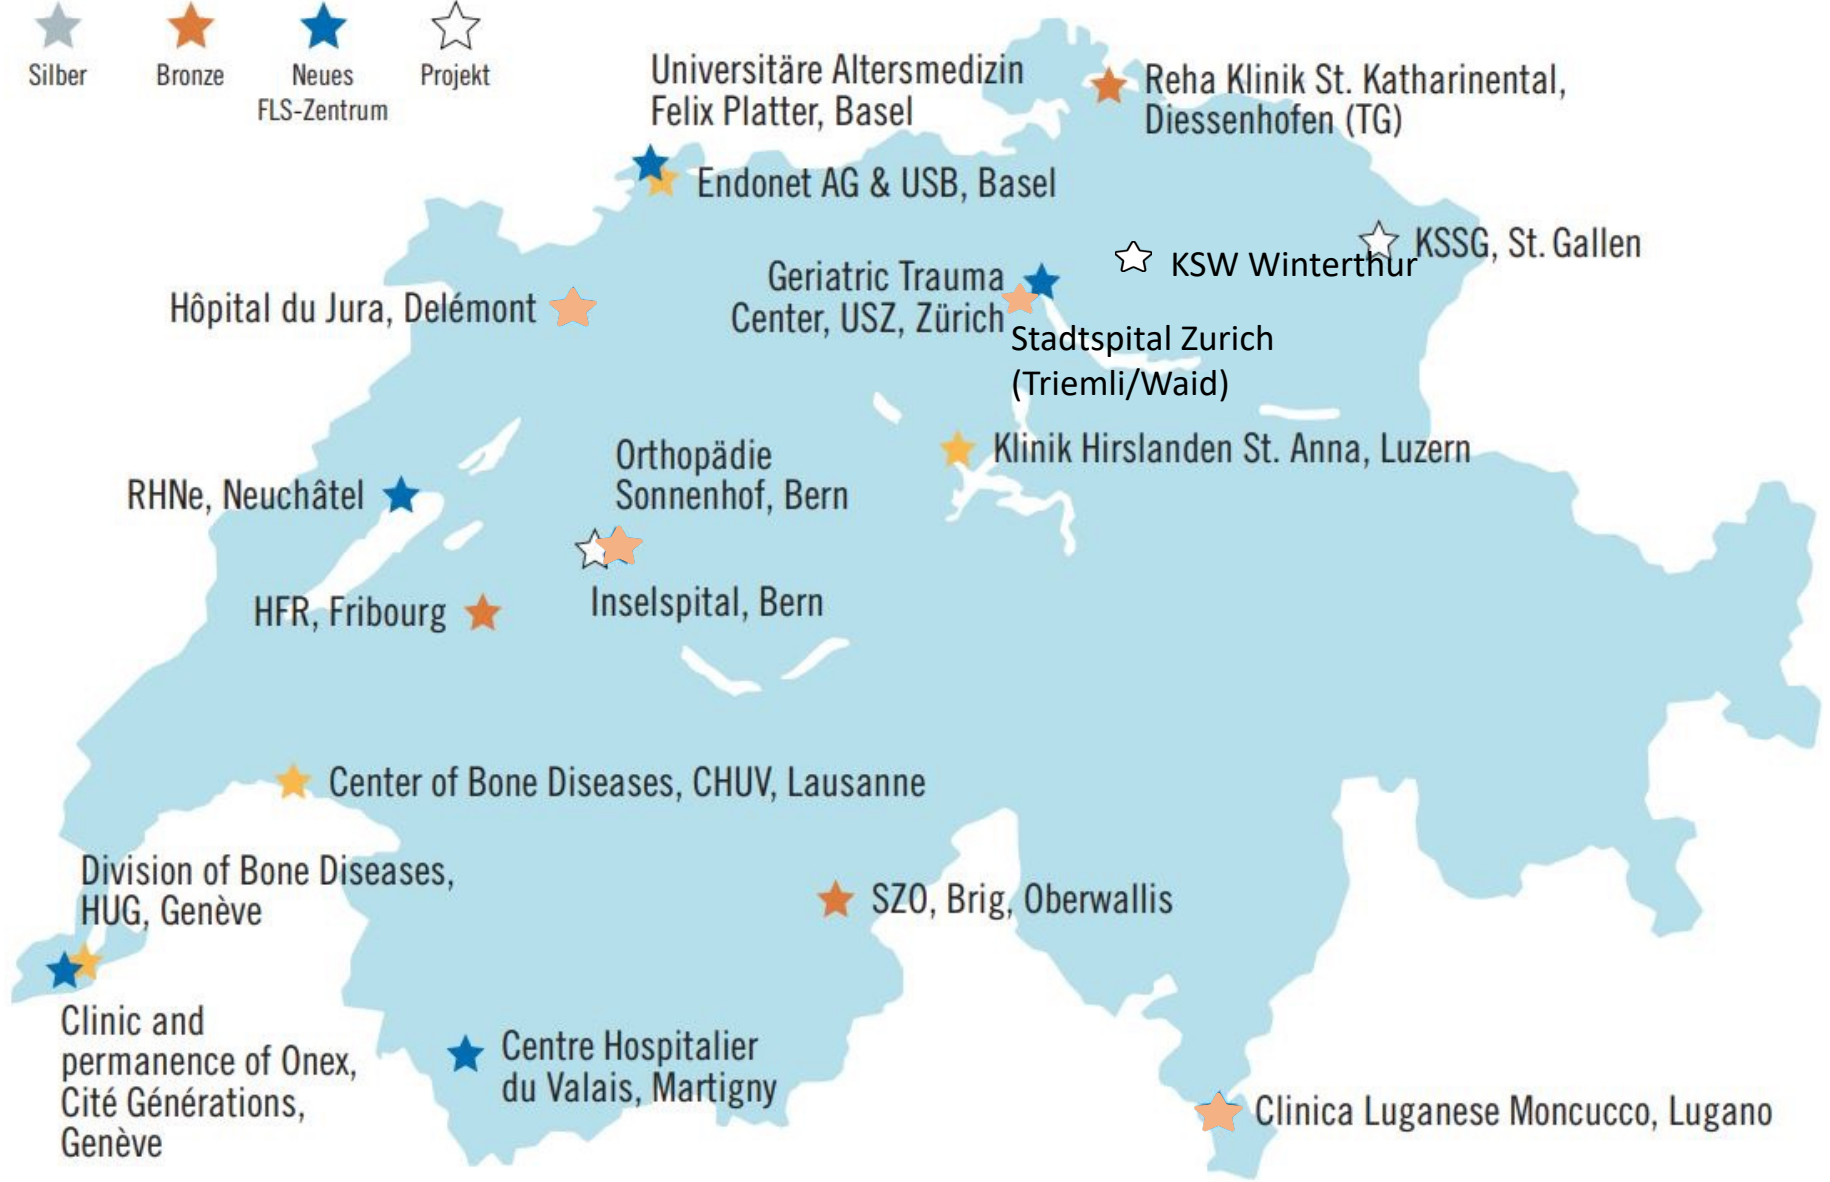 Silber
Bronze
Neues
FLS-Zentrum
Projekt
Universitäre Altersmedizin
Felix Platter, Basel
Reha Klinik St. Katharinental,
Diessenhofen (TG)
Endonet AG & USB, Basel
KSSG, St. Gallen
KSW Winterthur
Geriatric Trauma
Center, USZ, Zürich
Hôpital du Jura, Delémont
Stadtspital Zurich
(Triemli/Waid)
Klinik Hirslanden St. Anna, Luzern
Orthopädie
Sonnenhof, Bern
RHNe, Neuchâtel
Inselspital, Bern
HFR, Fribourg
Center of Bone Diseases, CHUV, Lausanne
Division of Bone Diseases,
HUG, Genève
SZO, Brig, Oberwallis
Clinic and
permanence of Onex,
Cité Générations,
Genève
Centre Hospitalier
du Valais, Martigny
Clinica Luganese Moncucco, Lugano